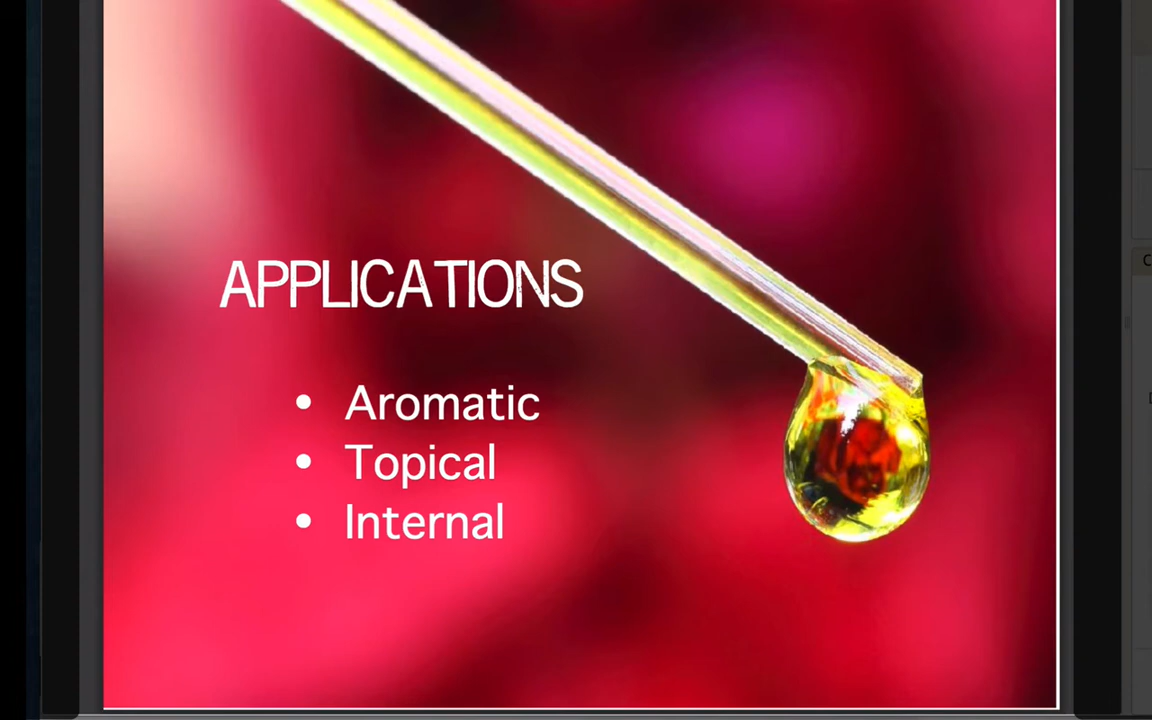 APPLICATIONS
• Aromatic
• Topical
• Internal